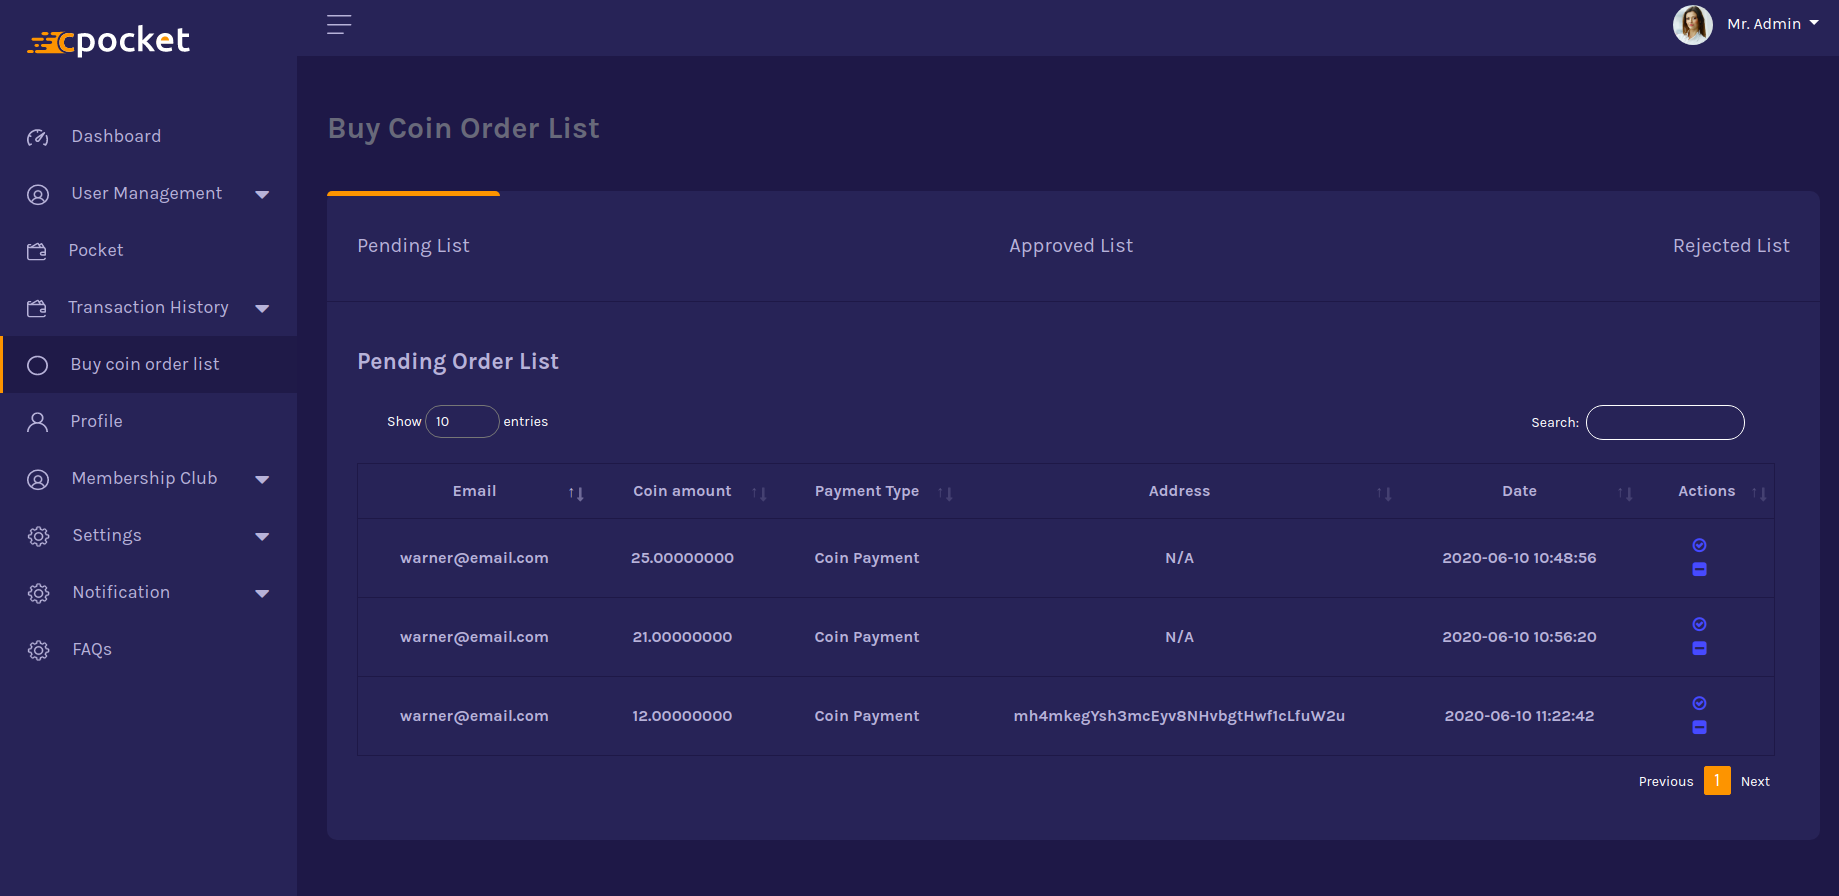 cpocket
Mr. Admin
Dashboard
User Management
Pocket
Transaction History
Buy coin order list
Profile
Membership Club
Settings
Notification
FAQs
Buy Coin Order List
Pending List Approved List Rejected List
Pending Order List
Show 10 entries Search:
Email Coin amount Payment Type Address Date Actions
warner@email.com 25.00000000 Coin Payment N/A 2020-06-10 10:48:56
warner@email.com 21.00000000 Coin Payment N/A 2020-06-10 10:56:20
warner@email.com 12.00000000 Coin Payment mh4mkegYsh3mcEyv8NHvbgtHwf1cLfuW2u 2020-06-10 11:22:42
Previous 1 Next